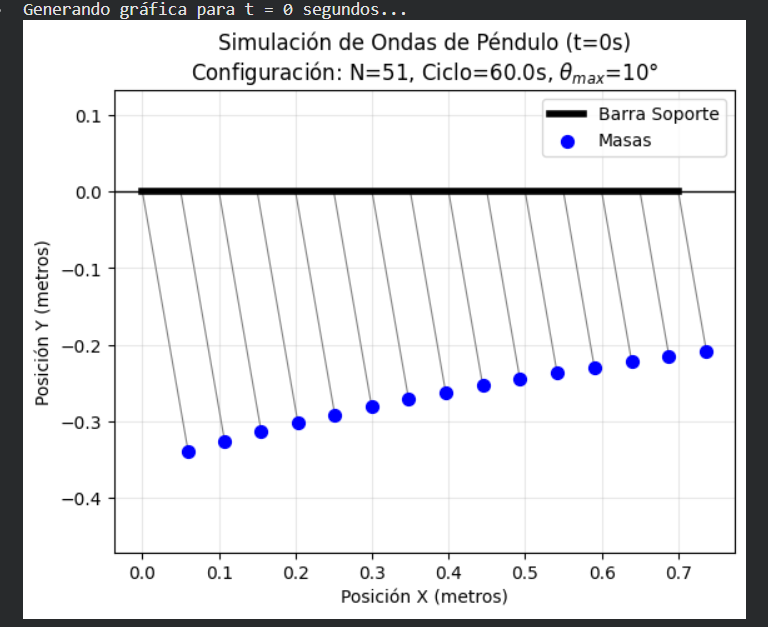 Generando gráfica para t = 0 segundos...
Simulación de Ondas de Péndulo (t=0s)
Configuración: N=51, Ciclo=60.0s, θmax=10°
Barra Soporte
Masas
0.1
0.0
−0.1
−0.2
−0.3
−0.4
Posición Y (metros)
0.0 0.1 0.2 0.3 0.4 0.5 0.6 0.7
Posición X (metros)